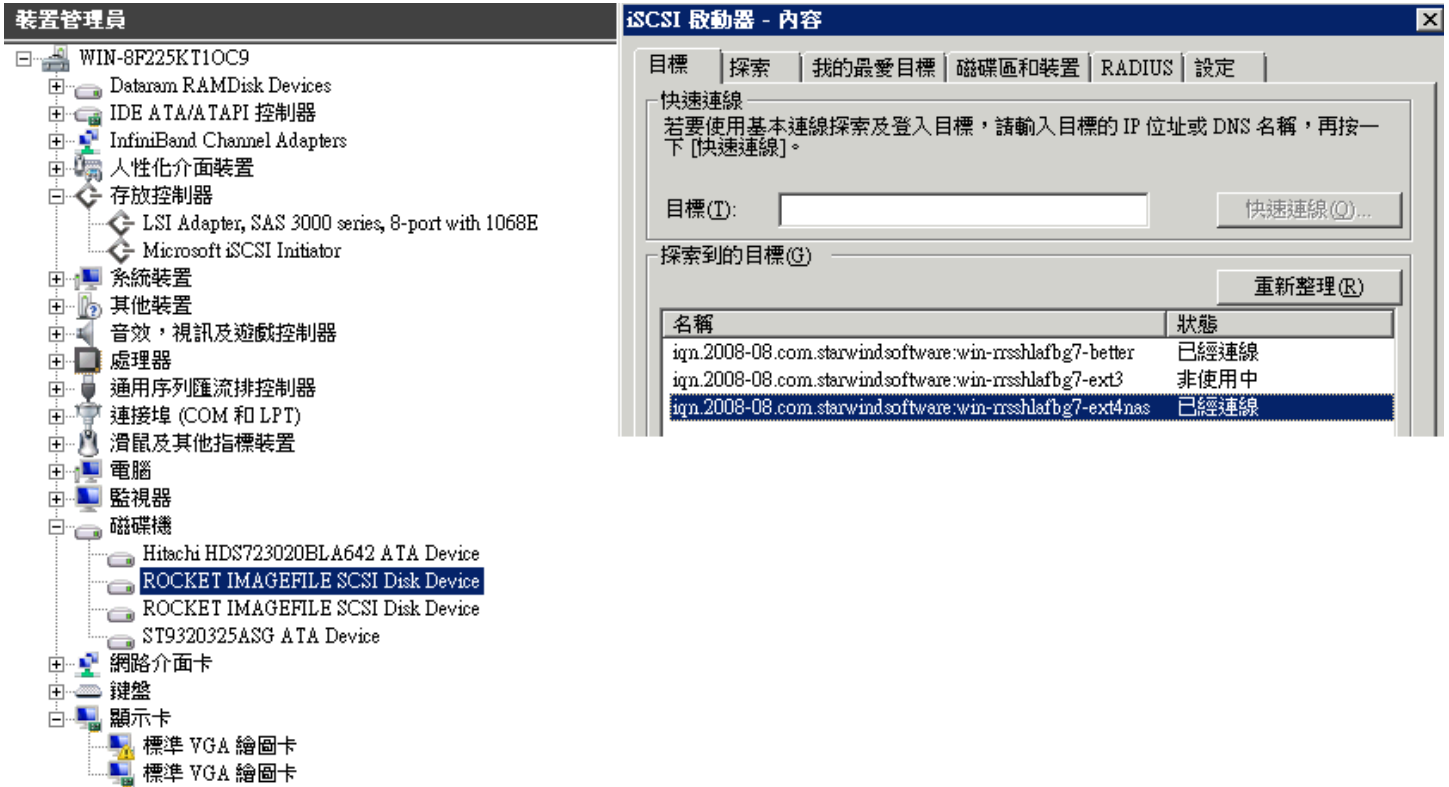 裝置管理員
WIN-8F225KT1OC9
Dataram RAMDisk Devices
IDE ATA/ATAPI 控制器
InfiniBand Channel Adapters
人性化介面裝置
存放控制器
LSI Adapter, SAS 3000 series, 8-port with 1068E
Microsoft iSCSI Initiator
系統裝置
其他裝置
音效，視訊及遊戲控制器
處理器
通用序列匯流排控制器
連接埠 (COM 和 LPT)
滑鼠及其他指標裝置
電腦
監視器
磁碟機
Hitachi HDS723020BLA642 ATA Device
ROCKET IMAGEFILE SCSI Disk Device
ROCKET IMAGEFILE SCSI Disk Device
ST9320325ASG ATA Device
網路介面卡
鍵盤
顯示卡
標準 VGA 繪圖卡
標準 VGA 繪圖卡
iSCSI 啟動器 - 內容
目標 探索 我的最愛目標 磁碟區和裝置 RADIUS 設定
快速連線
若要使用基本連線探索及登入目標，請輸入目標的 IP 位址或 DNS 名稱，再按一
下 [快速連線]。
目標(T):
快速連線(Q)...
探索到的目標(G)
重新整理(R)
名稱 狀態
iqn.2008-08.com.starwindsoftware:win-rrsshlafbg7-better 已經連線
iqn.2008-08.com.starwindsoftware:win-rrsshlafbg7-ext3 非使用中
iqn.2008-08.com.starwindsoftware:win-rrsshlafbg7-ext4nas 已經連線